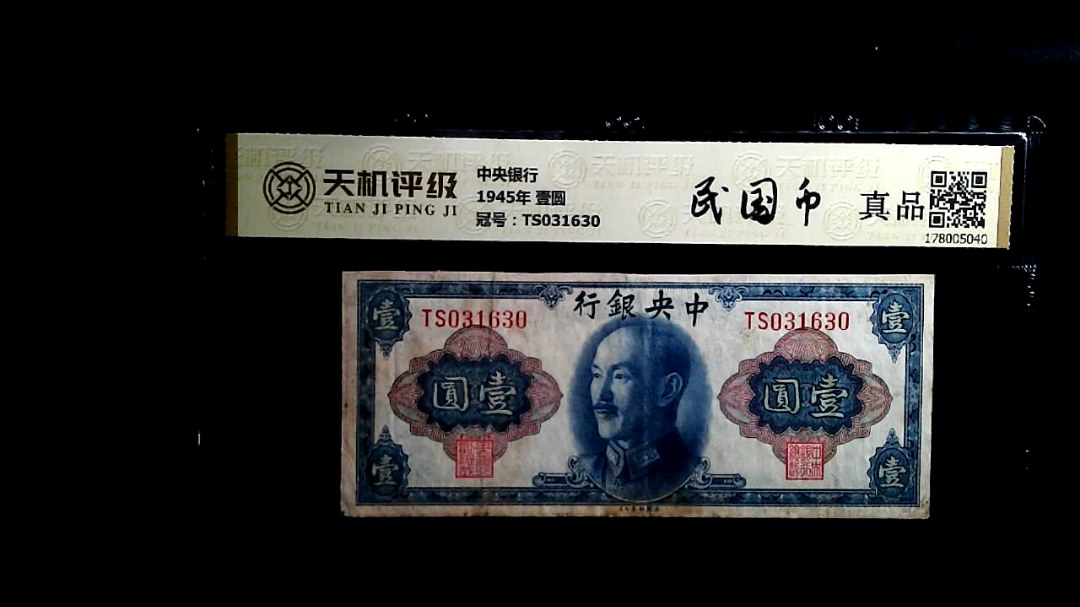 天机评级
TIAN JI PING JI
中央银行
1945年 壹圆
冠号：TS031630
民国币
真品
178005040
行銀央中
TS031630
TS031630
壹
壹
圓壹
圓壹
壹
壹